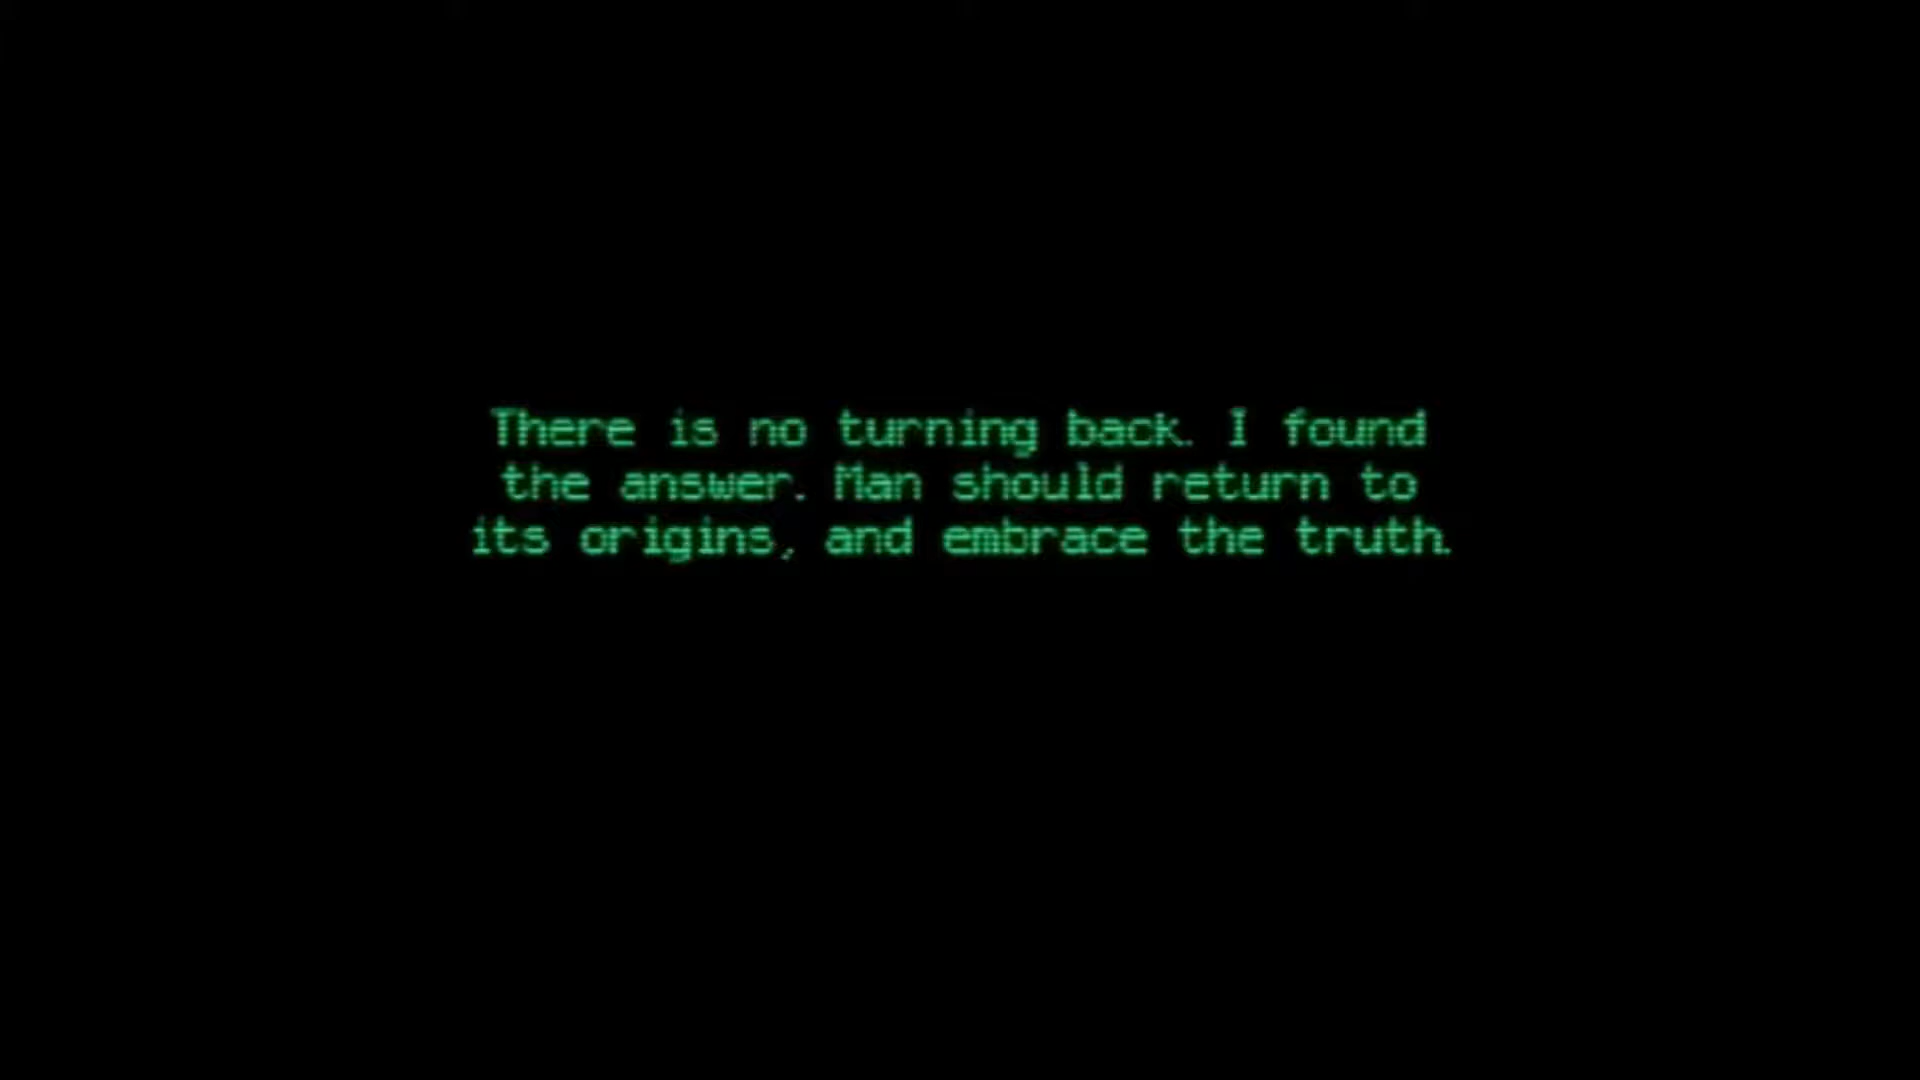 There is no turning back. I found
the answer. Man should return to
its origins, and embrace the truth.